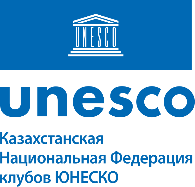 UNESCO
unesco
Казахстанская
Национальная Федерация
клубов ЮНЕСКО